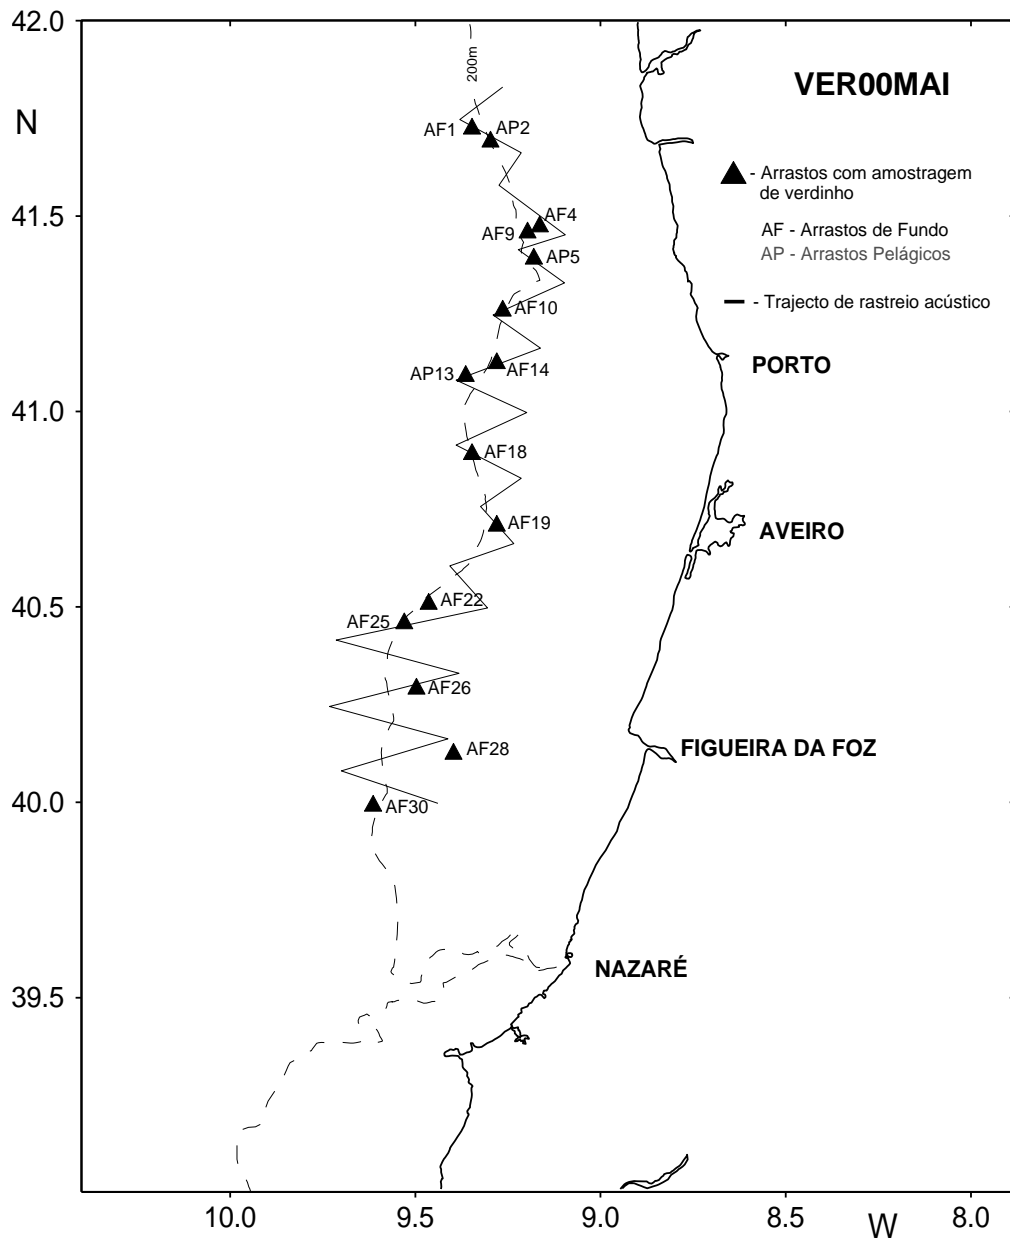 42.0
200m
VER00MAI
N
AF1
AP2
- Arrastos com amostragem
de verdinho
41.5
AF4
AF9
AF - Arrastos de Fundo
AP5
AP - Arrastos Pelágicos
AF10
- Trajecto de rastreio acústico
AP13
AF14
PORTO
41.0
AF18
AF19
AVEIRO
40.5
AF22
AF25
AF26
AF28
FIGUEIRA DA FOZ
40.0
AF30
NAZARÉ
39.5
10.0
9.5
9.0
8.5
W
8.0